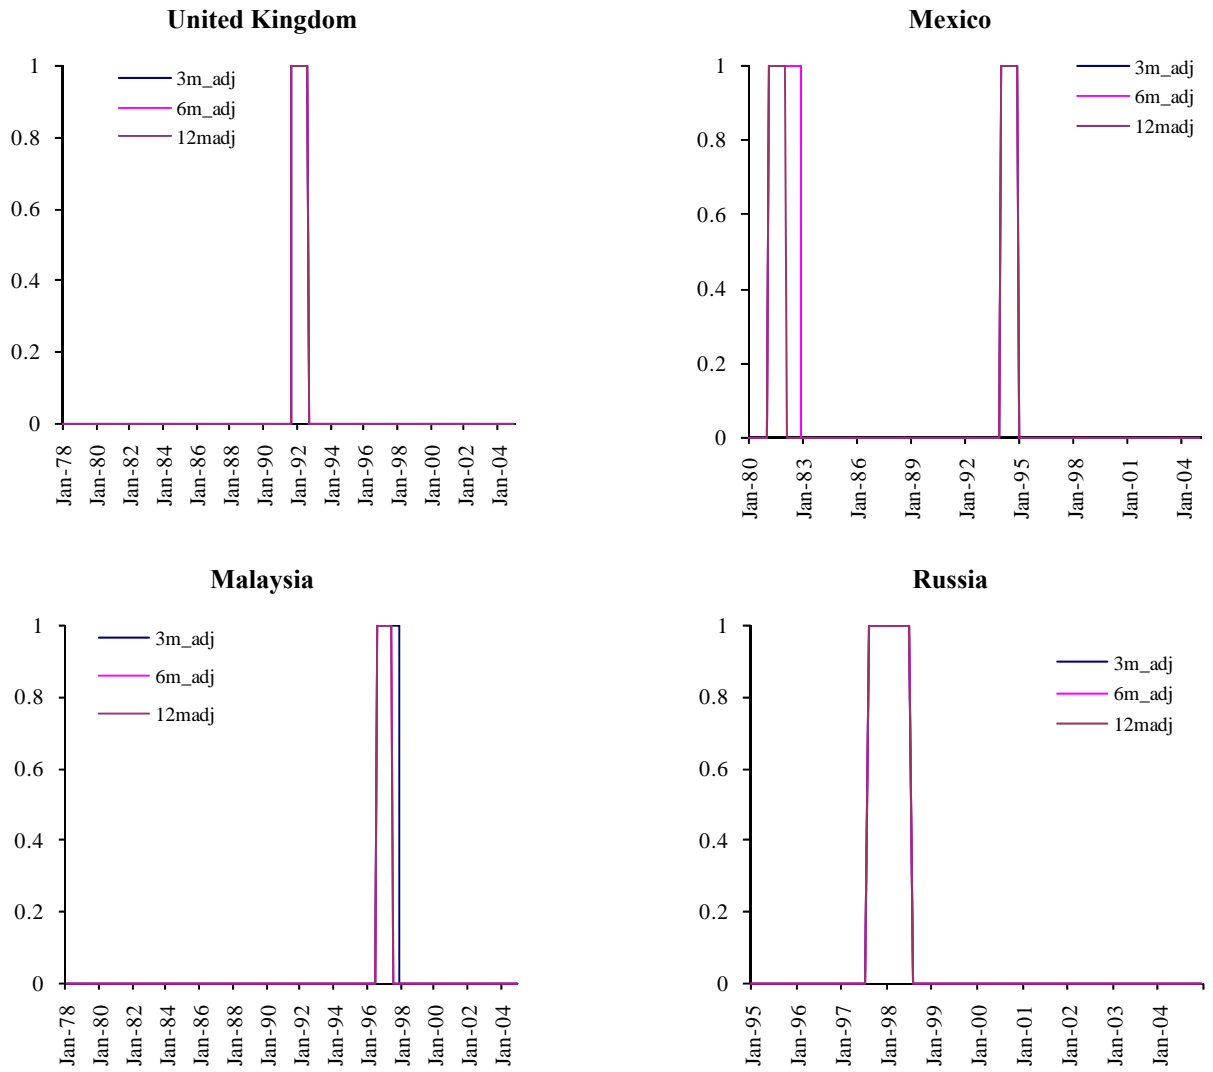 United Kingdom
1
0.8
0.6
0.4
0.2
0
3m_adj
6m_adj
12madj
Jan-78
Jan-80
Jan-82
Jan-84
Jan-86
Jan-88
Jan-90
Jan-92
Jan-94
Jan-96
Jan-98
Jan-00
Jan-02
Jan-04
Mexico
1
0.8
0.6
0.4
0.2
0
3m_adj
6m_adj
12madj
Jan-80
Jan-83
Jan-86
Jan-89
Jan-92
Jan-95
Jan-98
Jan-01
Jan-04
Malaysia
1
0.8
0.6
0.4
0.2
0
3m_adj
6m_adj
12madj
Jan-78
Jan-80
Jan-82
Jan-84
Jan-86
Jan-88
Jan-90
Jan-92
Jan-94
Jan-96
Jan-98
Jan-00
Jan-02
Jan-04
Russia
1
0.8
0.6
0.4
0.2
0
3m_adj
6m_adj
12madj
Jan-95
Jan-96
Jan-97
Jan-98
Jan-99
Jan-00
Jan-01
Jan-02
Jan-03
Jan-04